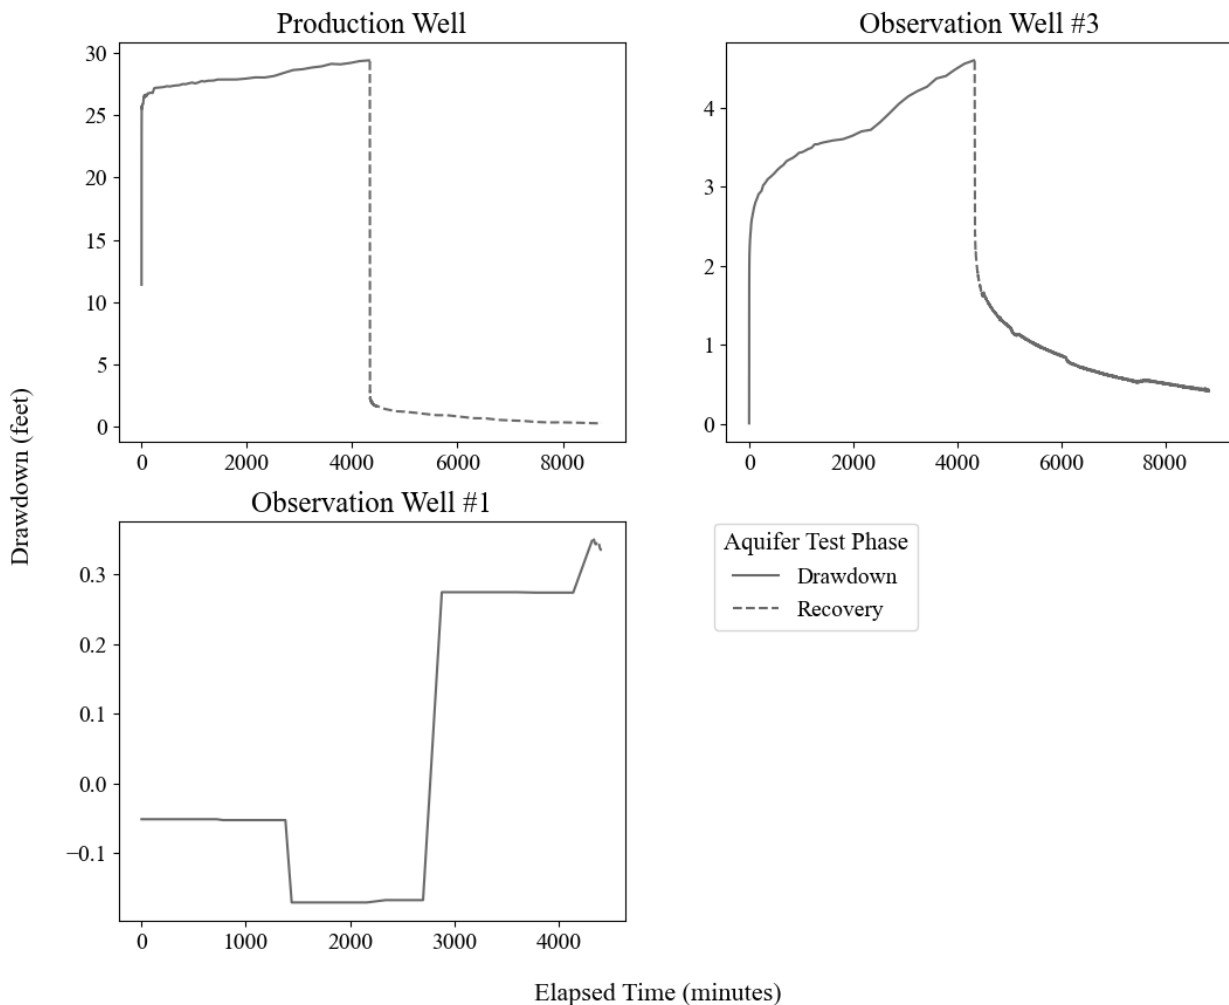 Production Well
Observation Well #3
30
25
20
15
10
5
0
0 2000 4000 6000 8000
4
3
2
1
0
0 2000 4000 6000 8000
Drawdown (feet)
Observation Well #1
0.3
0.2
0.1
0.0
−0.1
0 1000 2000 3000 4000
Aquifer Test Phase
Drawdown
Recovery
Elapsed Time (minutes)